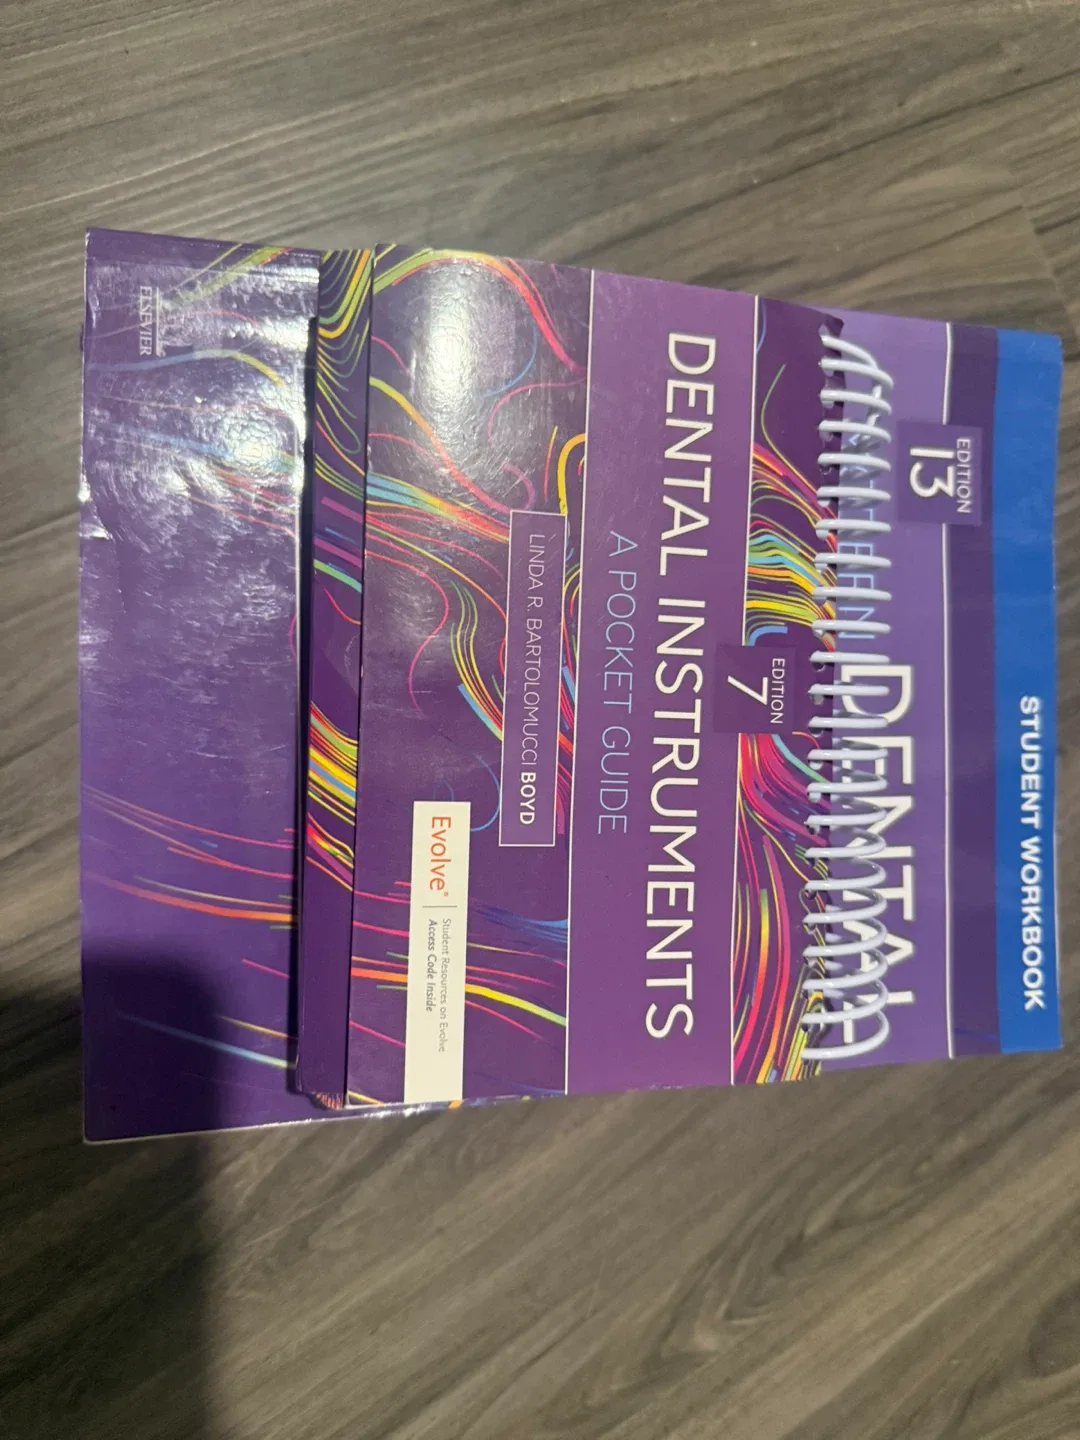 STUDENT WORKBOOK
EDITION
13
DENTAL
EDITION
7
DENTAL INSTRUMENTS
A POCKET GUIDE
LINDA R. BARTOLOMUCCI BOYD
Evolve®
Student Resources on Evolve
Access Code Inside
ELSEVIER